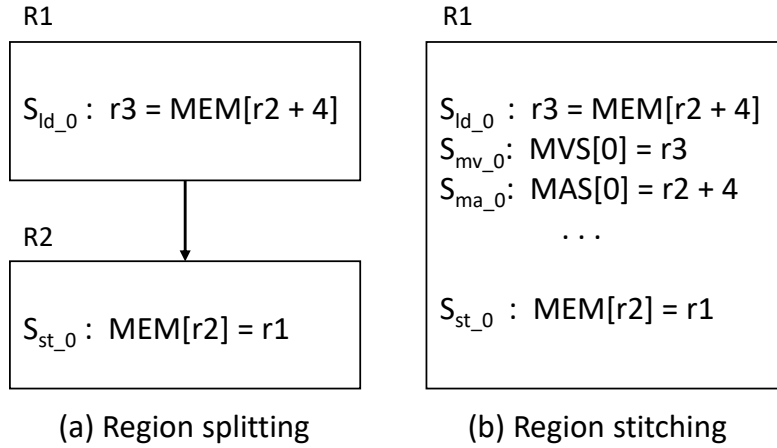 R1
S_ld_0 : r3 = MEM[r2 + 4]
R2
S_st_0 : MEM[r2] = r1
(a) Region splitting
R1
S_ld_0 : r3 = MEM[r2 + 4]
S_mv_0: MVS[0] = r3
S_ma_0: MAS[0] = r2 + 4
. . .
S_st_0 : MEM[r2] = r1
(b) Region stitching